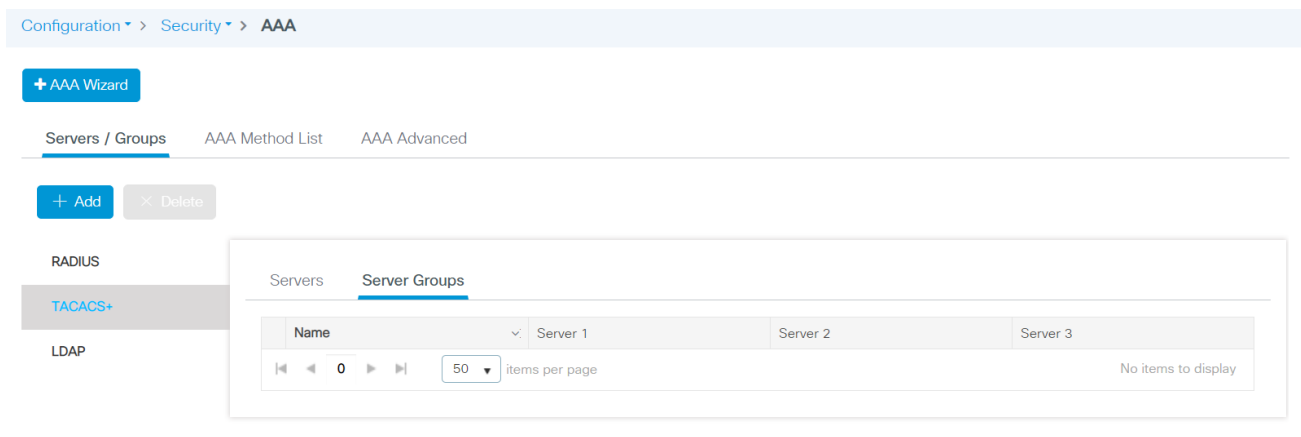 Configuration > Security > AAA
+ AAA Wizard
Servers / Groups AAA Method List AAA Advanced
+ Add × Delete
RADIUS
TACACS+
LDAP
Servers Server Groups
Name Server 1 Server 2 Server 3
0 50 items per page No items to display